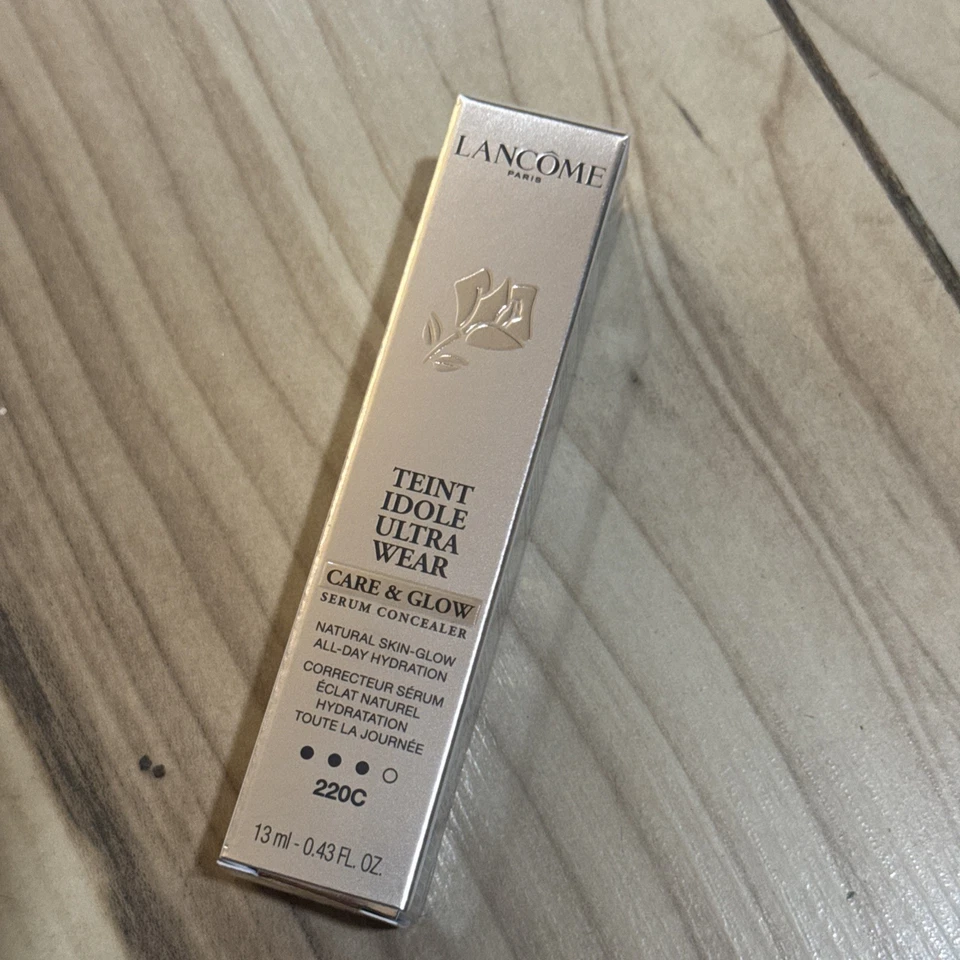 LANCÔME
PARIS
TEINT
IDOLE
ULTRA
WEAR
CARE & GLOW
SERUM CONCEALER
NATURAL SKIN-GLOW
ALL-DAY HYDRATION
CORRECTEUR SÉRUM
ÉCLAT NATUREL
HYDRATATION
TOUTE LA JOURNÉE
220C
13 ml - 0.43 FL. OZ.